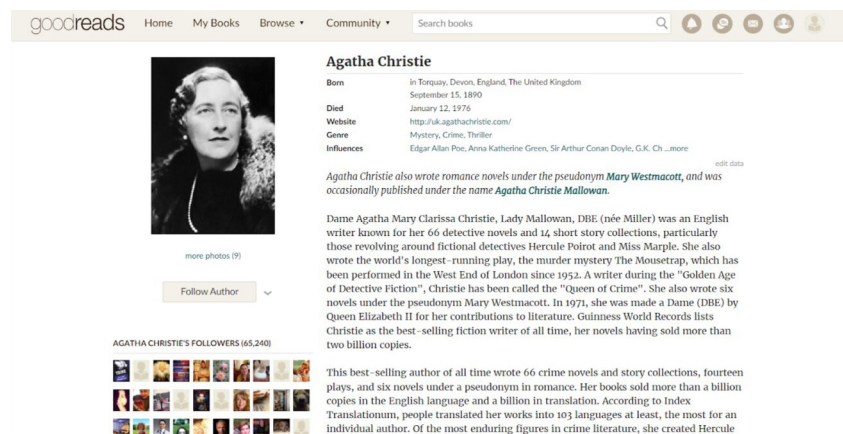 goodreads Home My Books Browse ▾ Community ▾ Search books
Agatha Christie
Born in Torquay, Devon, England, The United Kingdom
September 15, 1890
Died January 12, 1976
Website http://uk.agathachristie.com/
Genre Mystery, Crime, Thriller
Influences Edgar Allan Poe, Anna Katherine Green, Sir Arthur Conan Doyle, G.K. Ch ...more
edit data
Agatha Christie also wrote romance novels under the pseudonym Mary Westmacott, and was
occasionally published under the name Agatha Christie Mallowan.
Dame Agatha Mary Clarissa Christie, Lady Mallowan, DBE (née Miller) was an English
writer known for her 66 detective novels and 14 short story collections, particularly
those revolving around fictional detectives Hercule Poirot and Miss Marple. She also
wrote the world's longest-running play, the murder mystery The Mousetrap, which has
been performed in the West End of London since 1952. A writer during the "Golden Age
of Detective Fiction", Christie has been called the "Queen of Crime". She also wrote six
novels under the pseudonym Mary Westmacott. In 1971, she was made a Dame (DBE) by
Queen Elizabeth II for her contributions to literature. Guinness World Records lists
Christie as the best-selling fiction writer of all time, her novels having sold more than
two billion copies.
This best-selling author of all time wrote 66 crime novels and story collections, fourteen
plays, and six novels under a pseudonym in romance. Her books sold more than a billion
copies in the English language and a billion in translation. According to Index
Translationum, people translated her works into 103 languages at least, the most for an
individual author. Of the most enduring figures in crime literature, she created Hercule
more photos (9)
Follow Author
AGATHA CHRISTIE'S FOLLOWERS (65,240)